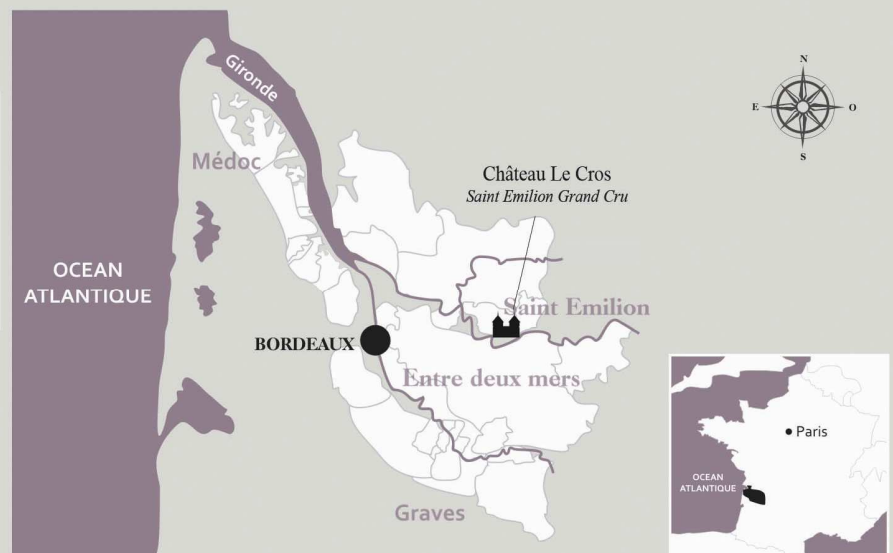 Gironde
N
E
O
S
Médoc
Château Le Cros
Saint Emilion Grand Cru
OCEAN
ATLANTIQUE
Saint Emilion
BORDEAUX
Entre deux mers
Graves
Paris
OCEAN
ATLANTIQUE